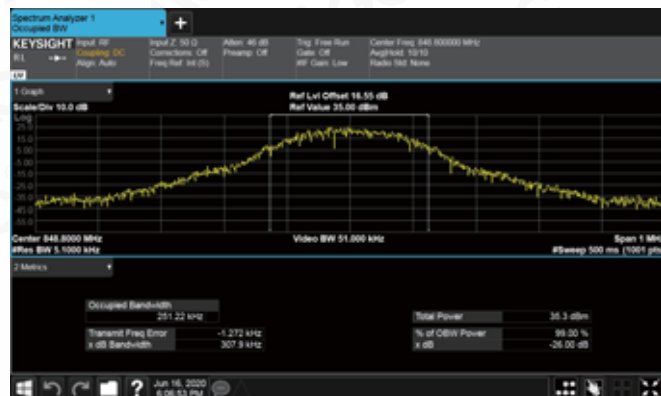 Spectrum Analyzer 1
Occupied BW
+
KEYSIGHT Input: RF Input Z: 50 Ω Atten: 46 dB Trig: Free Run Center Freq: 848.800000 MHz
RL Coupling: DC Corrections: Off Preamp: Off Gate: Off Avg|Hold: 10/10
Align: Auto Freq Ref: Int (S) #IF Gain: Low Radio Std: None
LW
1 Graph
Scale/Div 10.0 dB Ref Lvl Offset 16.55 dB
Ref Value 35.00 dBm
Log
25.0
15.0
5.00
-5.00
-15.0
-25.0
-35.0
-45.0
-55.0
Center 848.8000 MHz Video BW 51.000 kHz Span 1 MHz
#Res BW 5.1000 kHz #Sweep 500 ms (1001 pts)
2 Metrics
Occupied Bandwidth
251.22 kHz
Total Power 35.3 dBm
Transmit Freq Error -1.272 kHz % of OBW Power 99.00 %
x dB Bandwidth 307.9 kHz x dB -26.00 dB
? Jun 16, 2020
6:06:53 PM